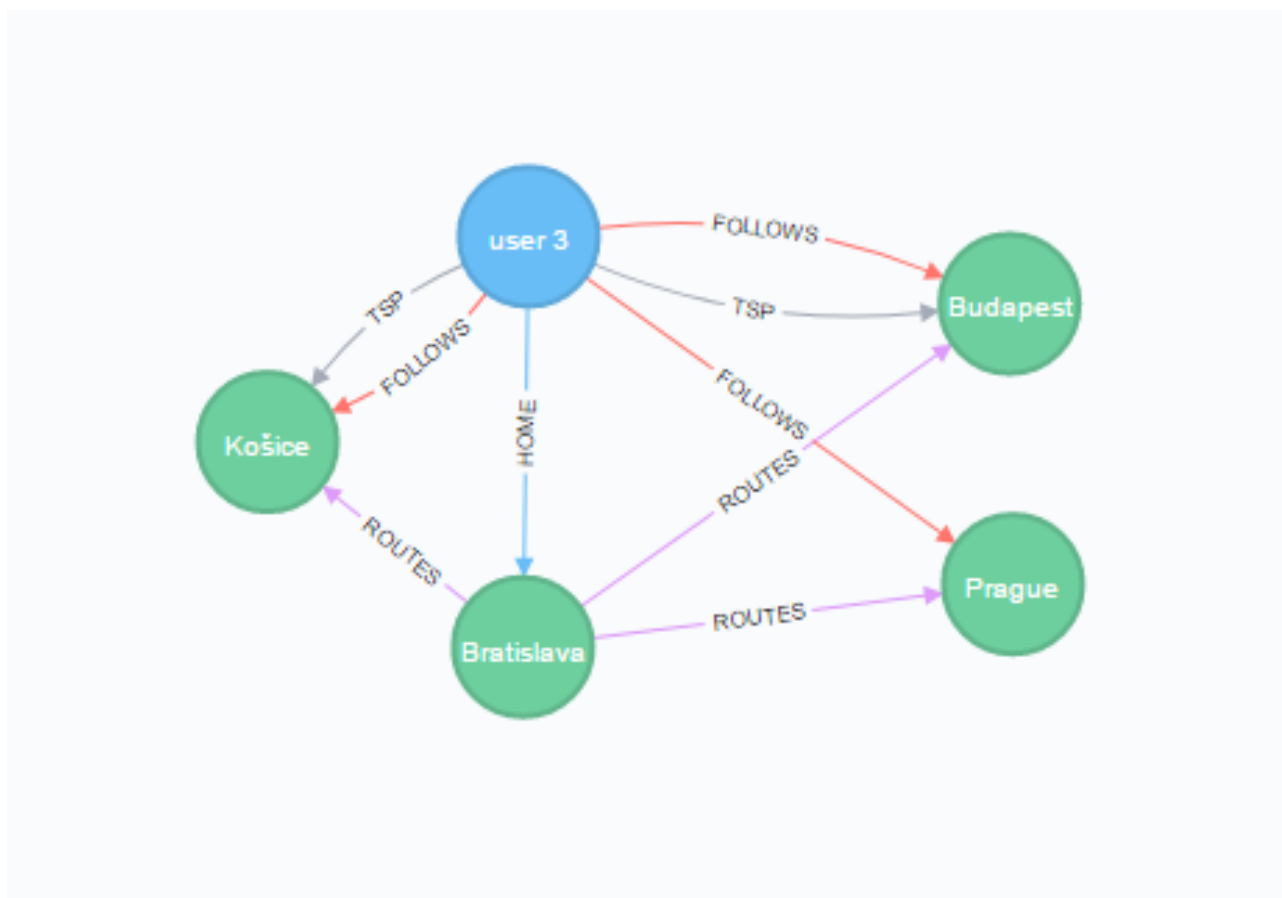 user 3
FOLLOWS
Budapest
TSP
TSP
FOLLOWS
FOLLOWS
HOME
Košice
ROUTES
ROUTES
Prague
ROUTES
Bratislava